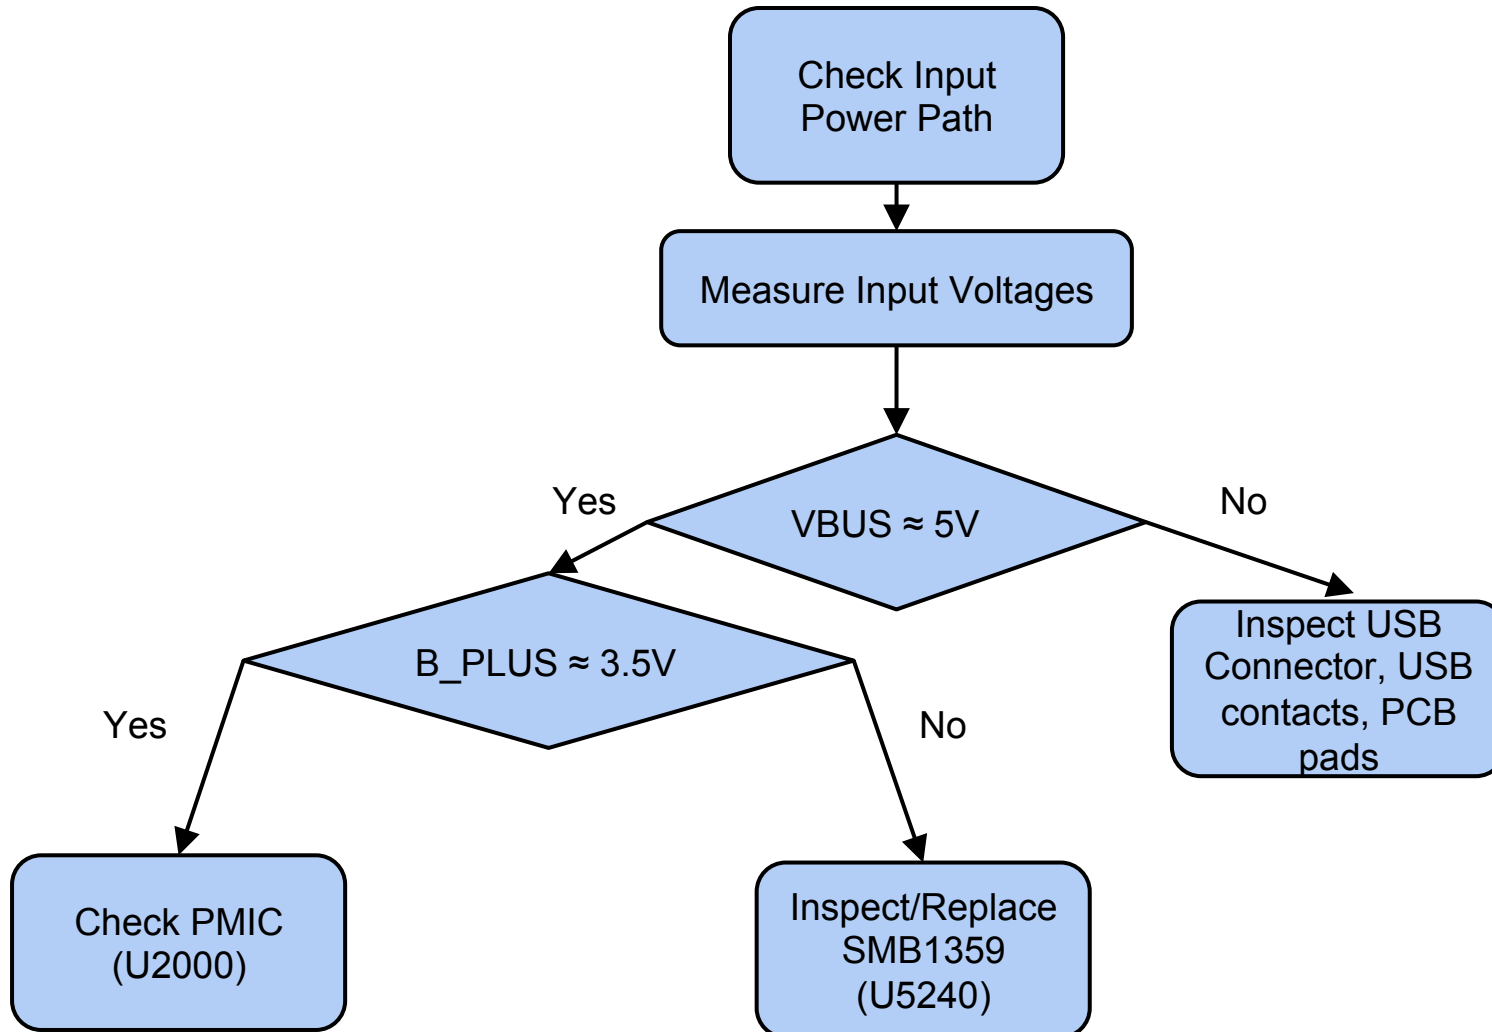 Check Input
Power Path
Measure Input Voltages
Yes
VBUS ≈ 5V
No
B_PLUS ≈ 3.5V
Inspect USB
Connector, USB
contacts, PCB
pads
Yes
No
Check PMIC
(U2000)
Inspect/Replace
SMB1359
(U5240)